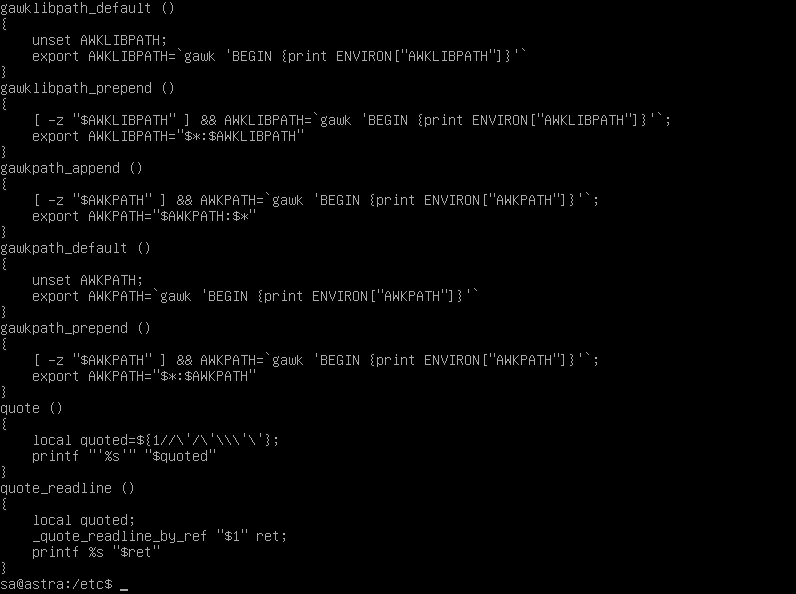 gawklibpath_default ()
{
    unset AWKLIBPATH;
    export AWKLIBPATH=`gawk 'BEGIN {print ENVIRON["AWKLIBPATH"]}'`
}
gawklibpath_prepend ()
{
    [ -z "$AWKLIBPATH" ] && AWKLIBPATH=`gawk 'BEGIN {print ENVIRON["AWKLIBPATH"]}'`;
    export AWKLIBPATH="$*:$AWKLIBPATH"
}
gawkpath_append ()
{
    [ -z "$AWKPATH" ] && AWKPATH=`gawk 'BEGIN {print ENVIRON["AWKPATH"]}'`;
    export AWKPATH="$AWKPATH:$*"
}
gawkpath_default ()
{
    unset AWKPATH;
    export AWKPATH=`gawk 'BEGIN {print ENVIRON["AWKPATH"]}'`
}
gawkpath_prepend ()
{
    [ -z "$AWKPATH" ] && AWKPATH=`gawk 'BEGIN {print ENVIRON["AWKPATH"]}'`;
    export AWKPATH="$*:$AWKPATH"
}
quote ()
{
    local quoted=${1//\'/\'\\\'\'};
    printf "'%s'" "$quoted"
}
quote_readline ()
{
    local quoted;
    _quote_readline_by_ref "$1" ret;
    printf %s "$ret"
}
sa@astra:/etc$ _